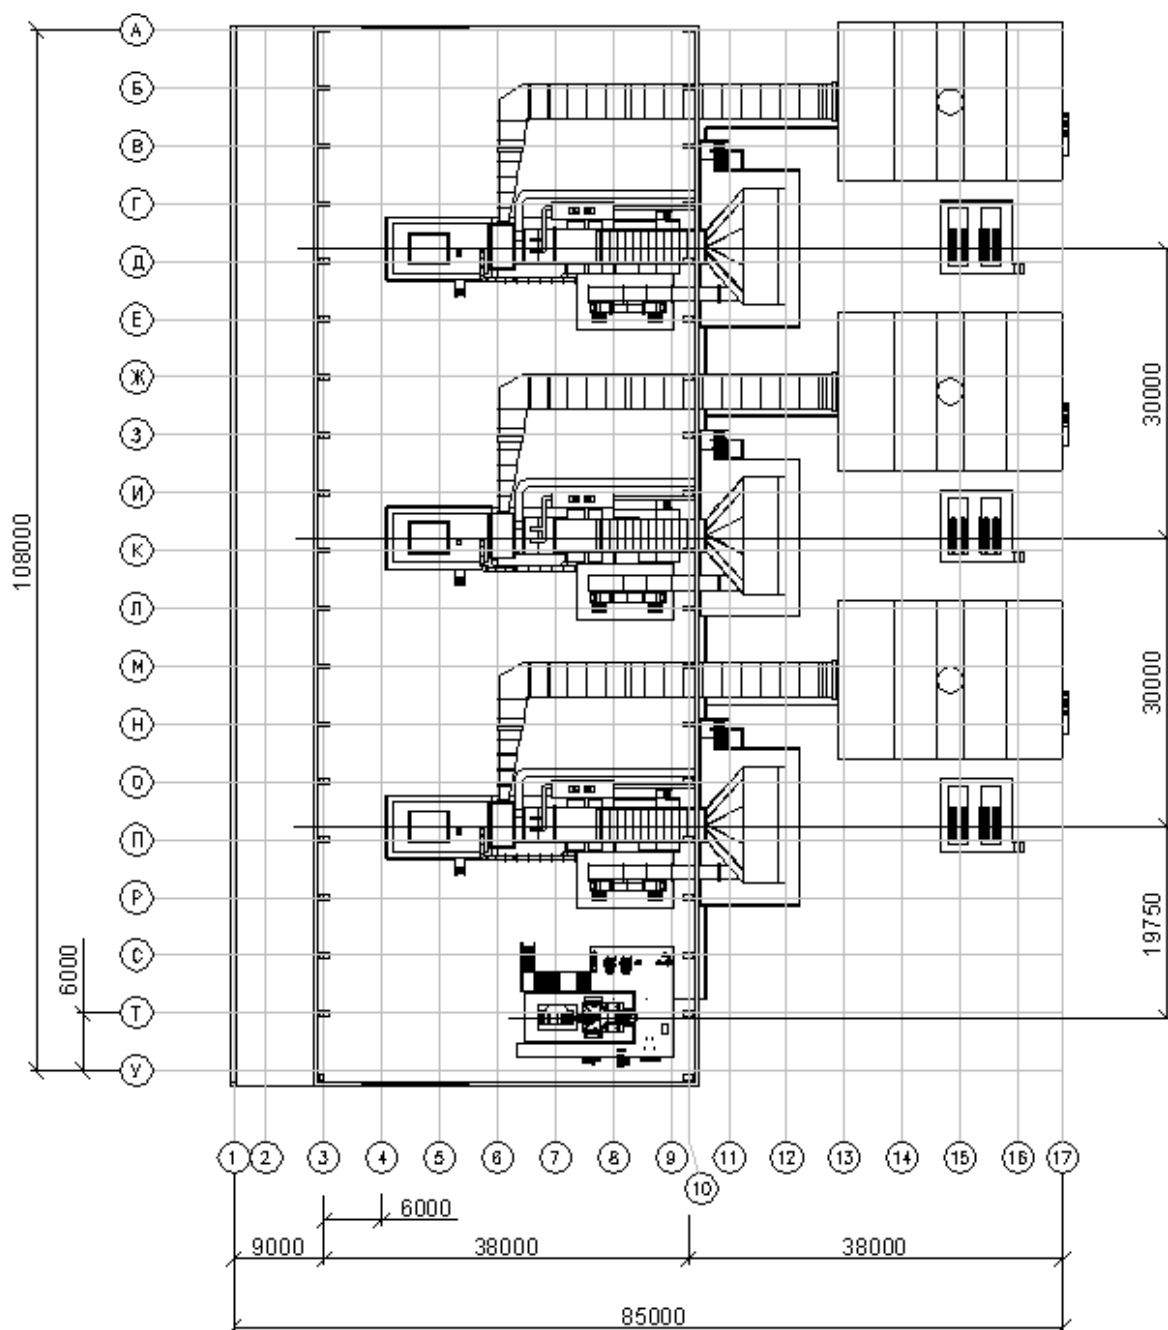 А
Б
В
Г
Д
Е
Ж
З
И
К
Л
М
Н
О
П
Р
С
Т
У
108000
6000
30000
30000
19750
1 2 3 4 5 6 7 8 9 11 12 13 14 15 16 17
10
6000
9000 38000 38000
85000